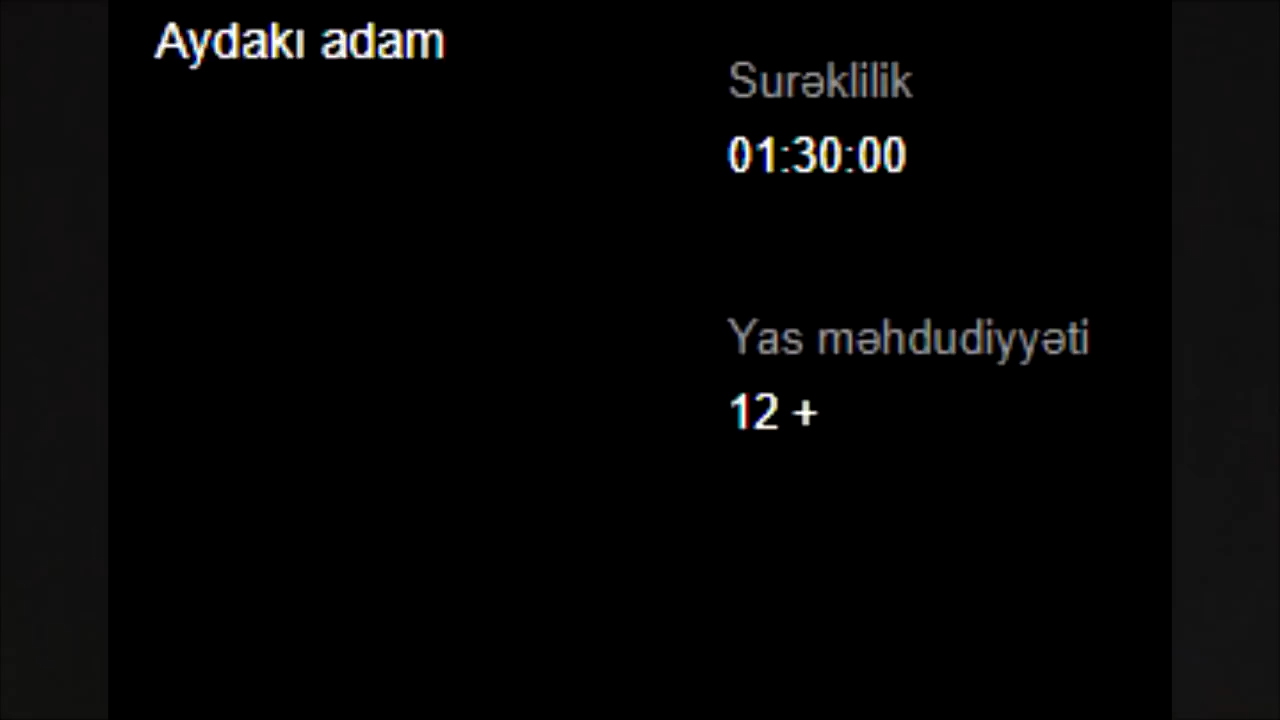 Aydakı adam
Surəklilik
01:30:00
Yas məhdudiyyəti
12 +